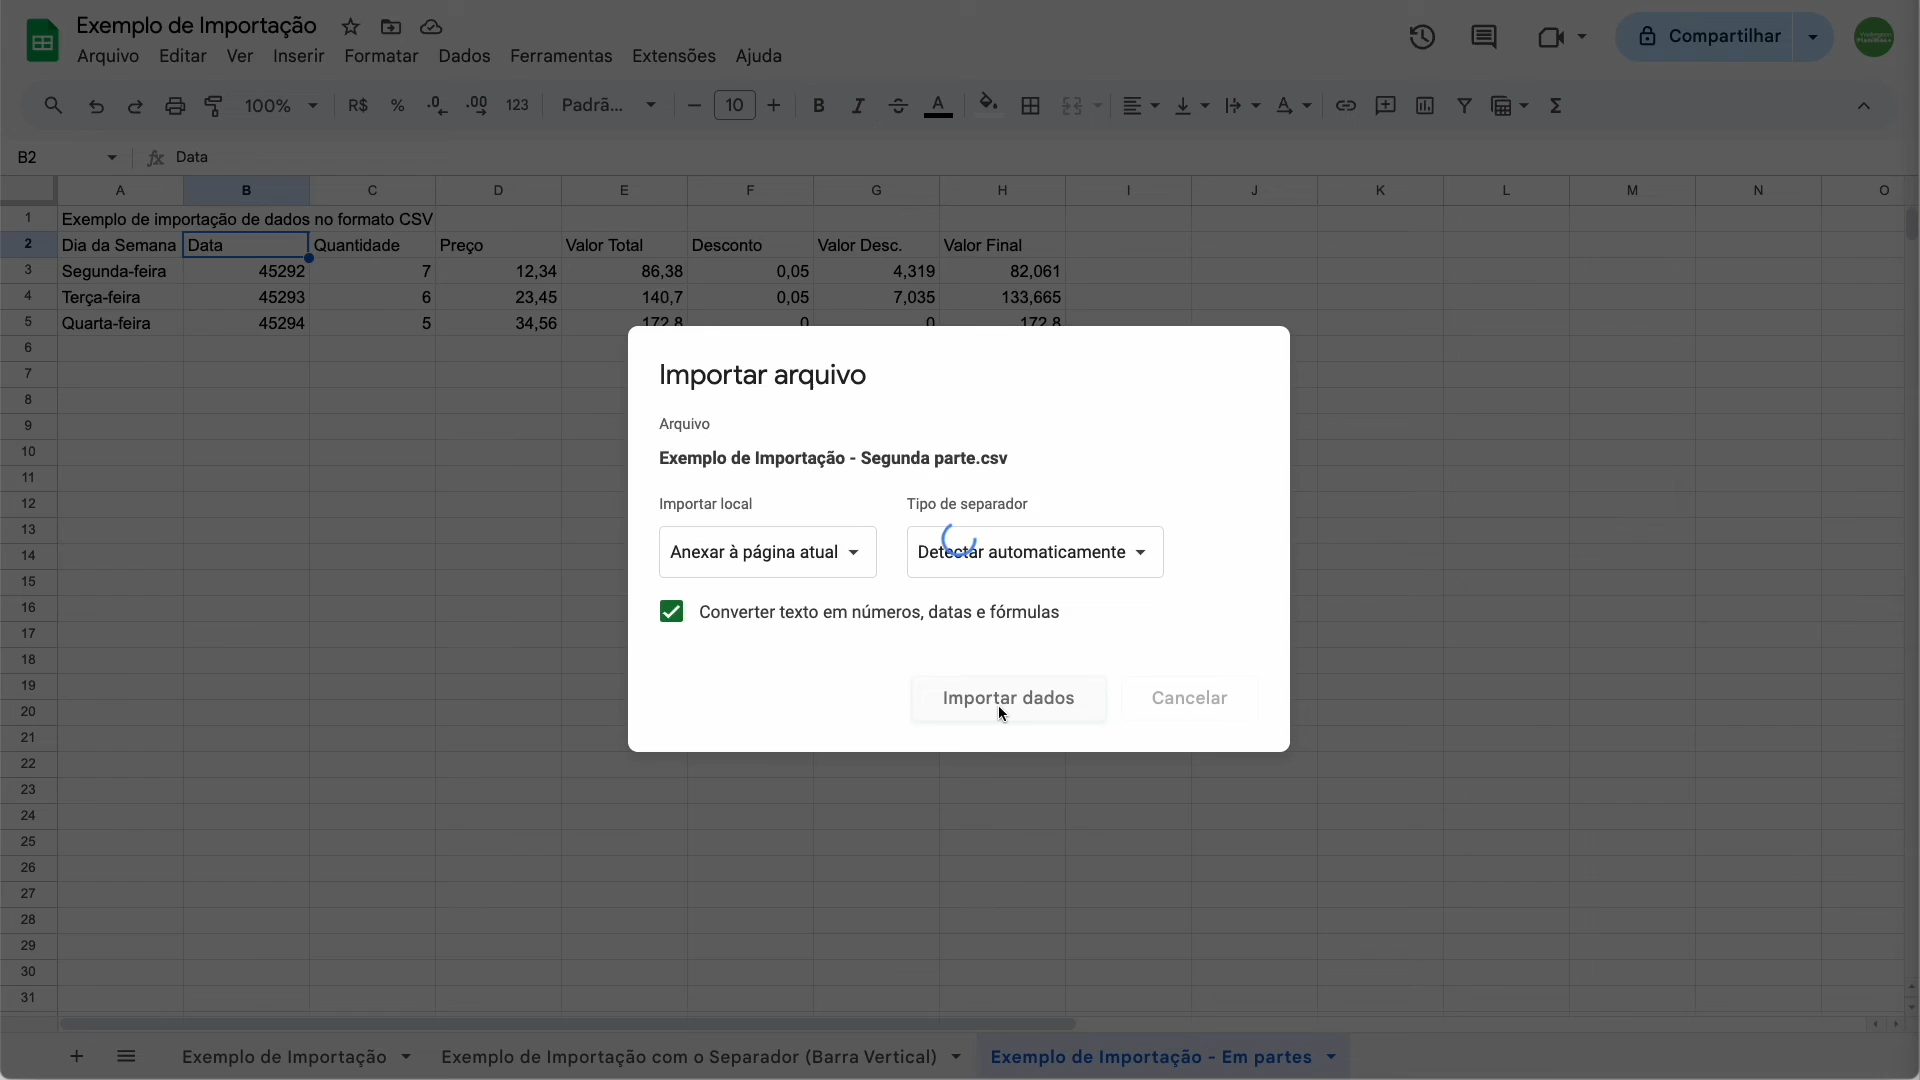 Exemplo de Importação
Arquivo Editar Ver Inserir Formatar Dados Ferramentas Extensões Ajuda
Compartilhar
100% R$ % .0 .00 123 Padrã... 10 B I A
B2 fx Data
A B C D E F G H I J K L M N O
1 Exemplo de importação de dados no formato CSV
2 Dia da Semana Data Quantidade Preço Valor Total Desconto Valor Desc. Valor Final
3 Segunda-feira 45292 7 12,34 86,38 0,05 4,319 82,061
4 Terça-feira 45293 6 23,45 140,7 0,05 7,035 133,665
5 Quarta-feira 45294 5 34,56 172,8 0 0 172,8
6
7
8
9
10
11
12
13
14
15
16
17
18
19
20
21
22
23
24
25
26
27
28
29
30
31
Importar arquivo
Arquivo
Exemplo de Importação - Segunda parte.csv
Importar local Tipo de separador
Anexar à página atual Detectar automaticamente
Converter texto em números, datas e fórmulas
Importar dados Cancelar
Exemplo de Importação Exemplo de Importação com o Separador (Barra Vertical) Exemplo de Importação - Em partes